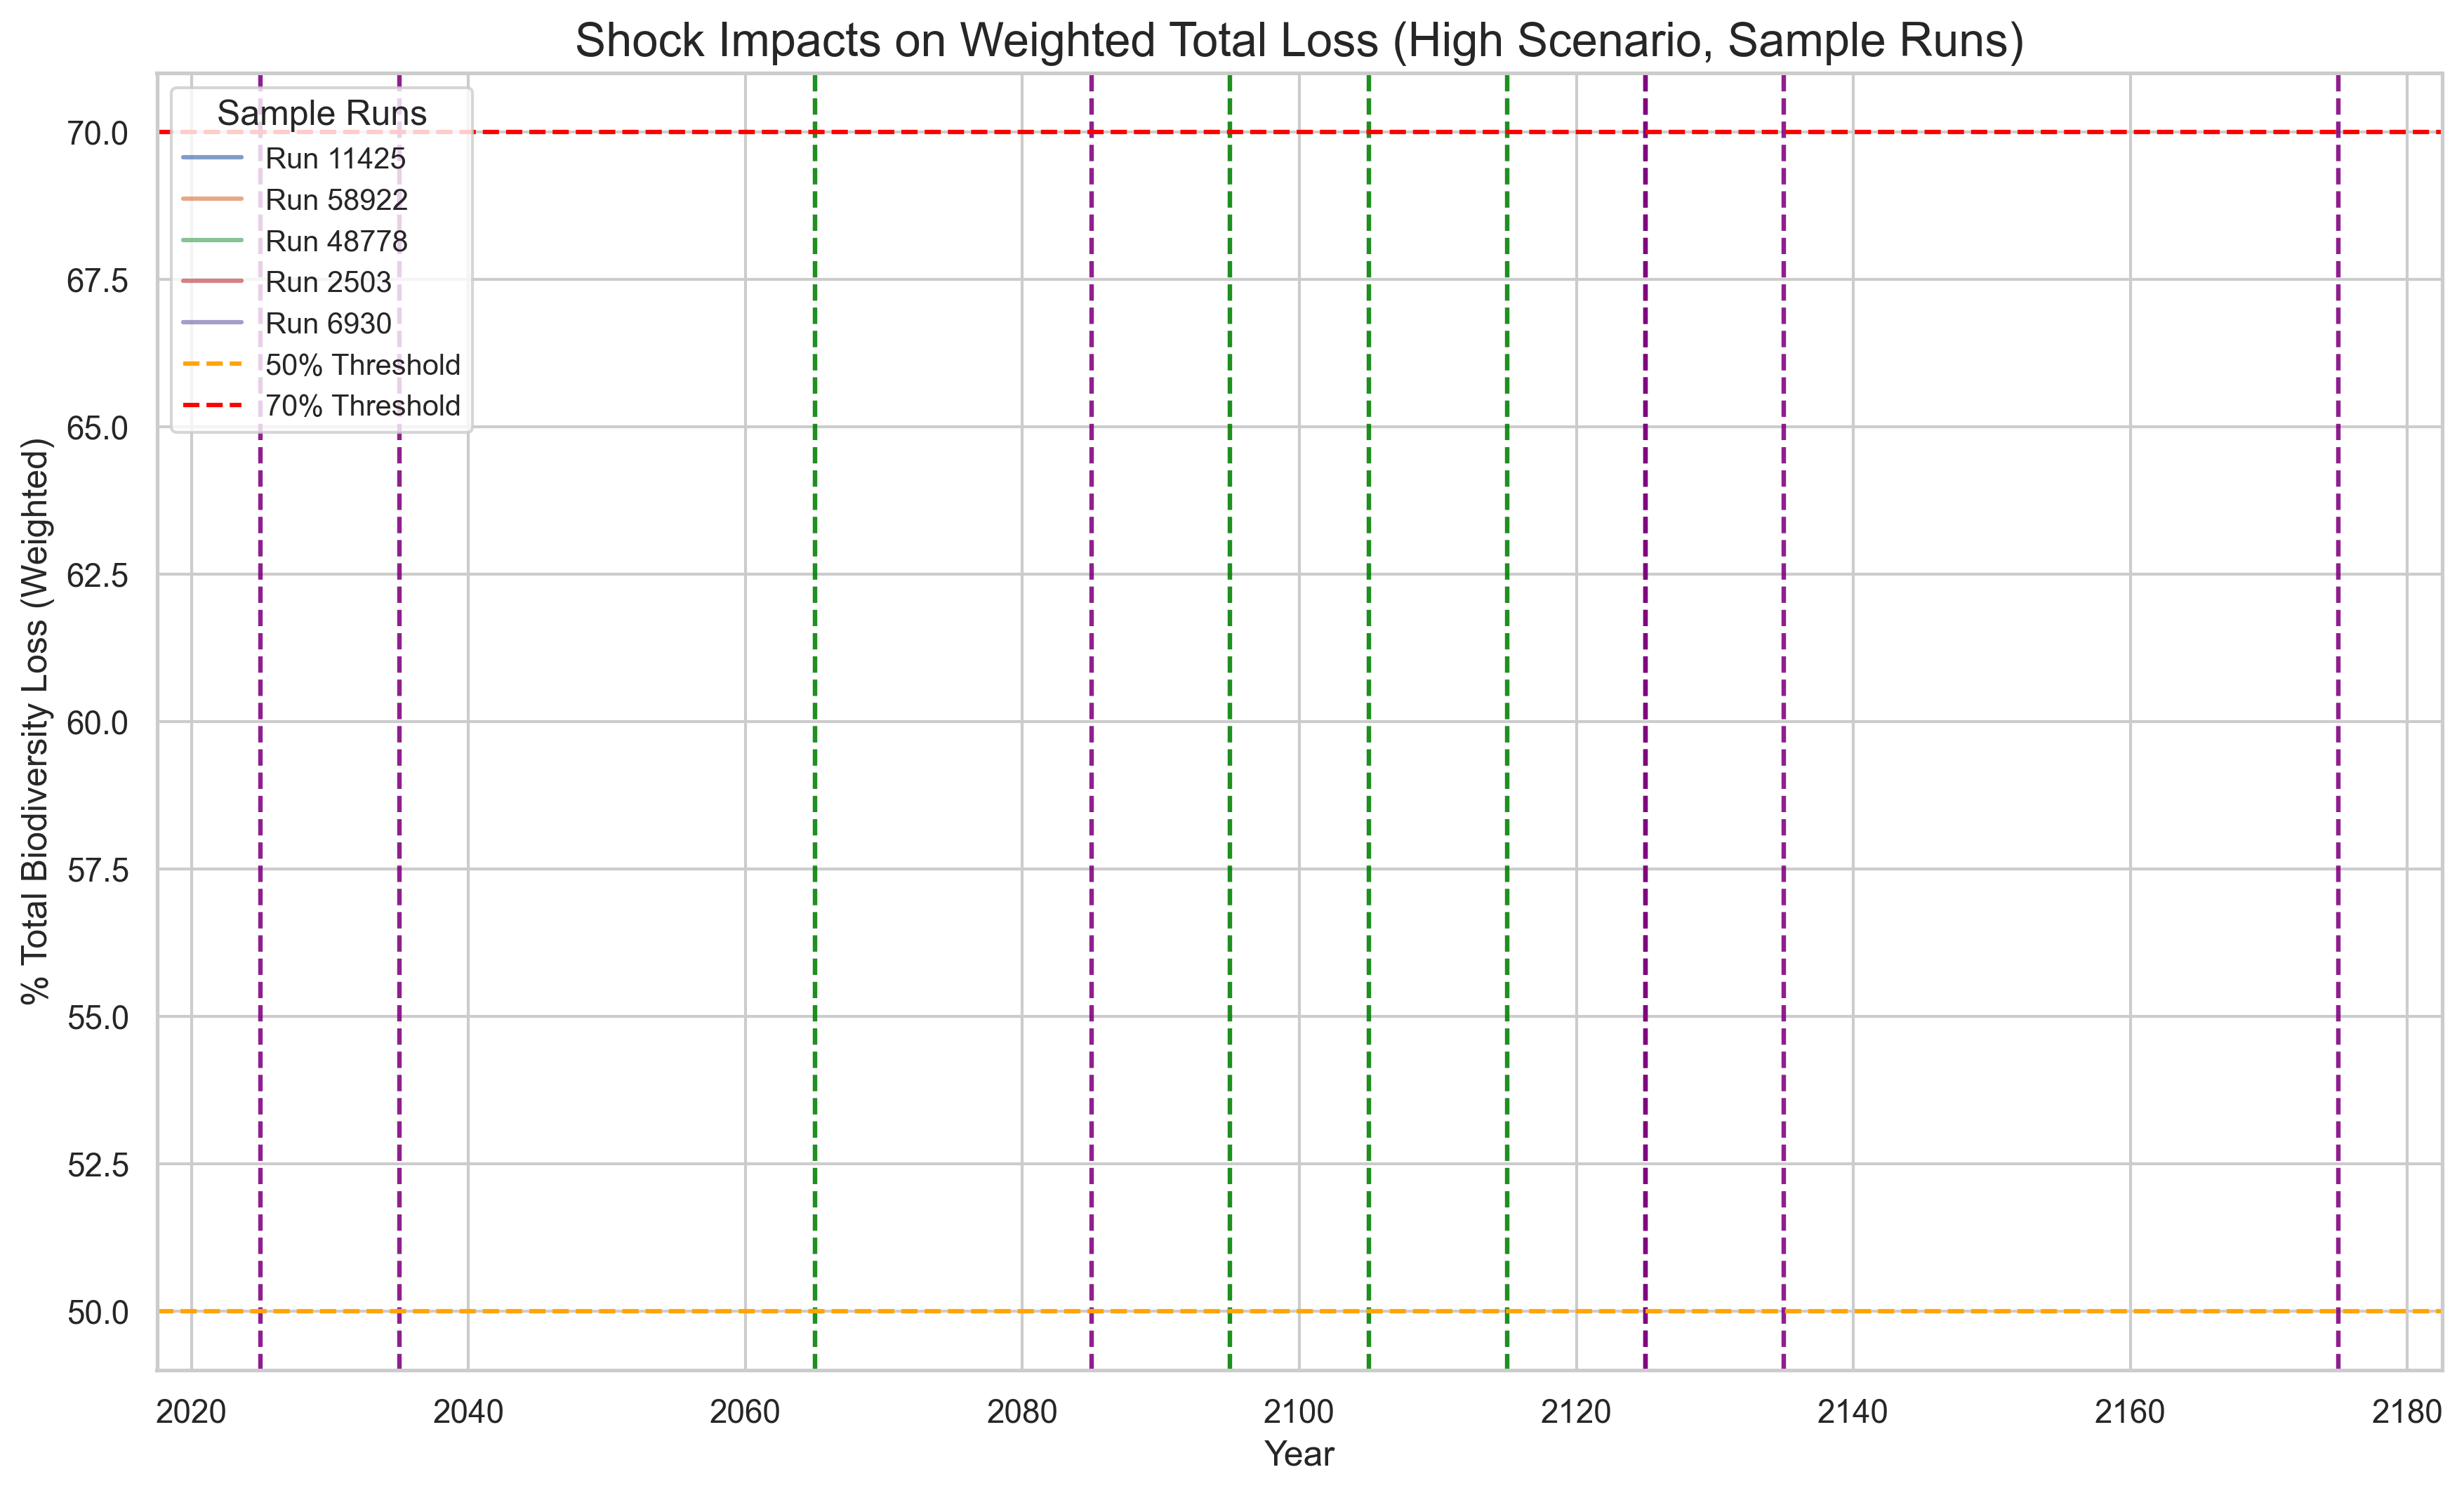 Shock Impacts on Weighted Total Loss (High Scenario, Sample Runs)
Sample Runs
Run 11425
Run 58922
Run 48778
Run 2503
Run 6930
50% Threshold
70% Threshold
% Total Biodiversity Loss (Weighted)
70.0
67.5
65.0
62.5
60.0
57.5
55.0
52.5
50.0
2020 2040 2060 2080 2100 2120 2140 2160 2180
Year